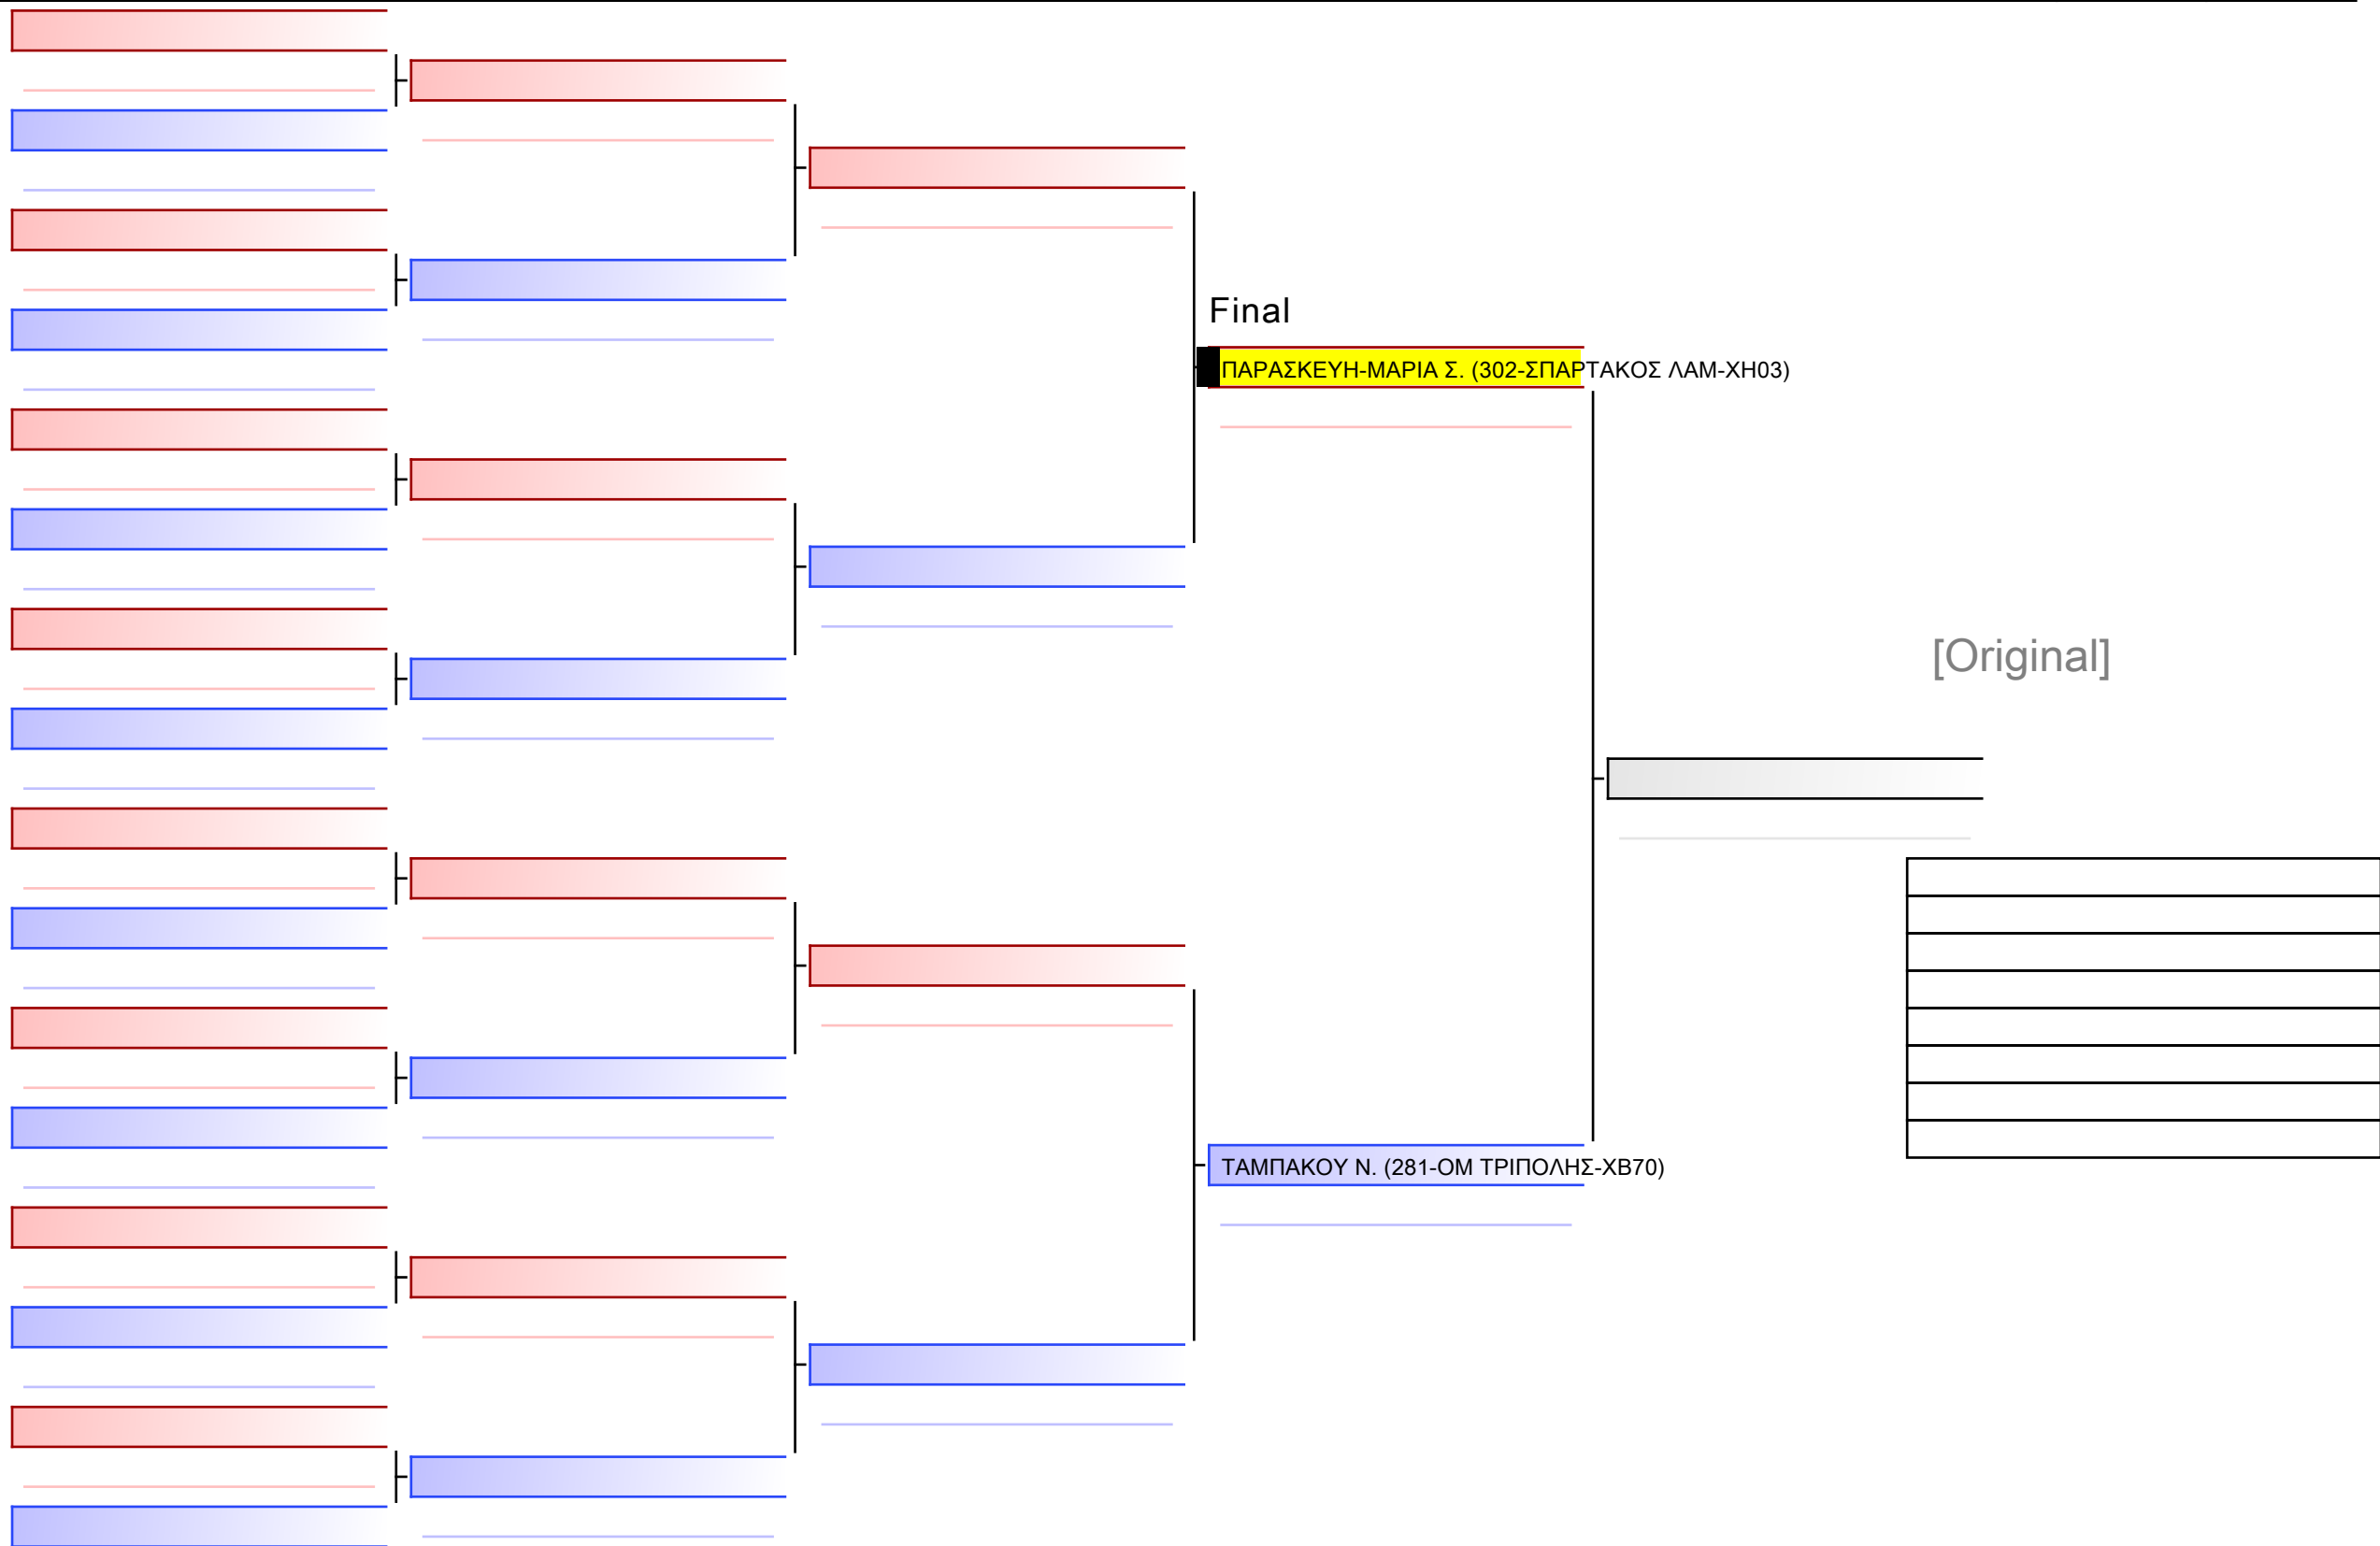 Final
ΠΑΡΑΣΚΕΥΗ-ΜΑΡΙΑ Σ. (302-ΣΠΑΡΤΑΚΟΣ ΛΑΜ-ΧΗ03)
[Original]
ΤΑΜΠΑΚΟΥ Ν. (281-ΟΜ ΤΡΙΠΟΛΗΣ-ΧΒ70)